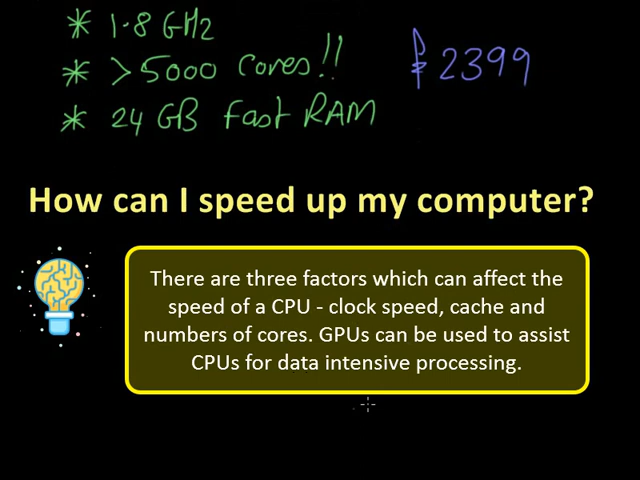 * 1.8 GHz
* >5000 cores!!
£2399
* 24 GB Fast RAM
How can I speed up my computer?
There are three factors which can affect the
speed of a CPU - clock speed, cache and
numbers of cores. GPUs can be used to assist
CPUs for data intensive processing.